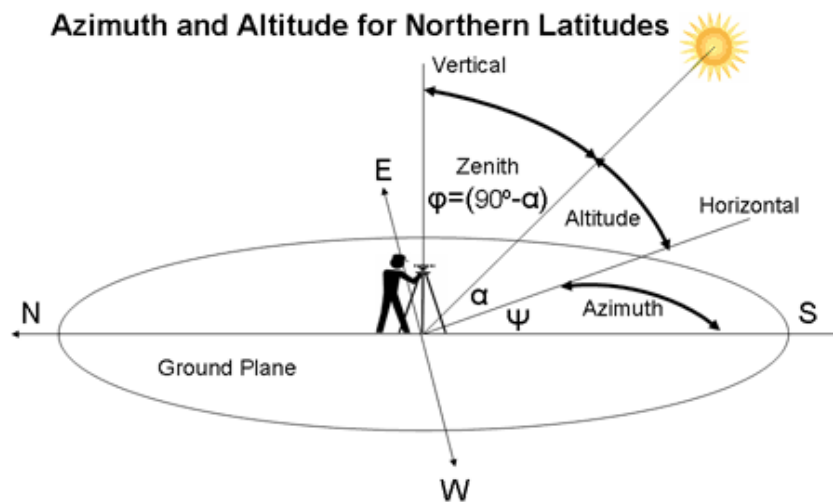 Azimuth and Altitude for Northern Latitudes
Vertical
E
Zenith
φ=(90º-α)
Altitude
Horizontal
α
Azimuth
Ψ
N
S
Ground Plane
W